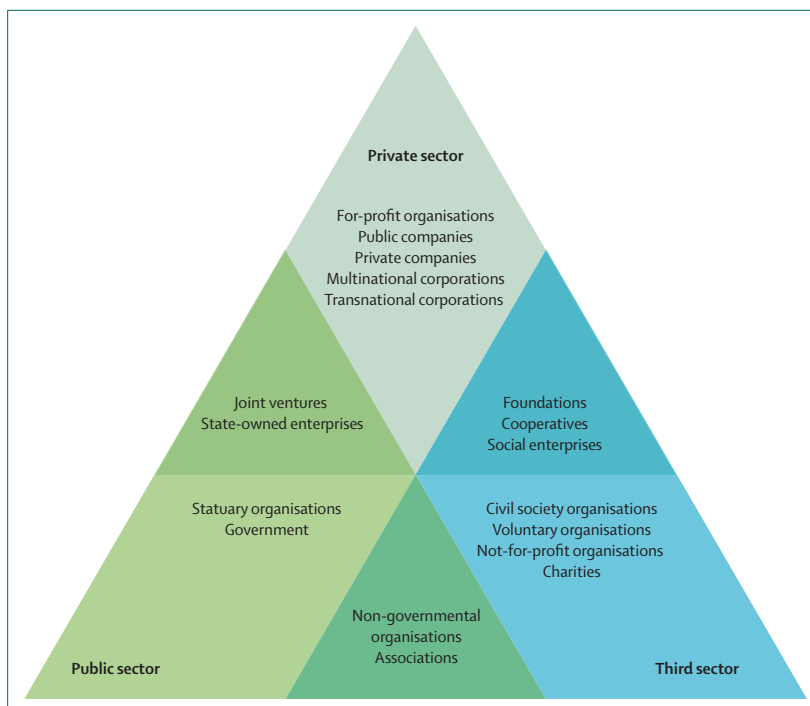 Private sector
For-profit organisations
Public companies
Private companies
Multinational corporations
Transnational corporations
Joint ventures
State-owned enterprises
Foundations
Cooperatives
Social enterprises
Statuary organisations
Government
Civil society organisations
Voluntary organisations
Not-for-profit organisations
Charities
Non-governmental
organisations
Associations
Public sector
Third sector